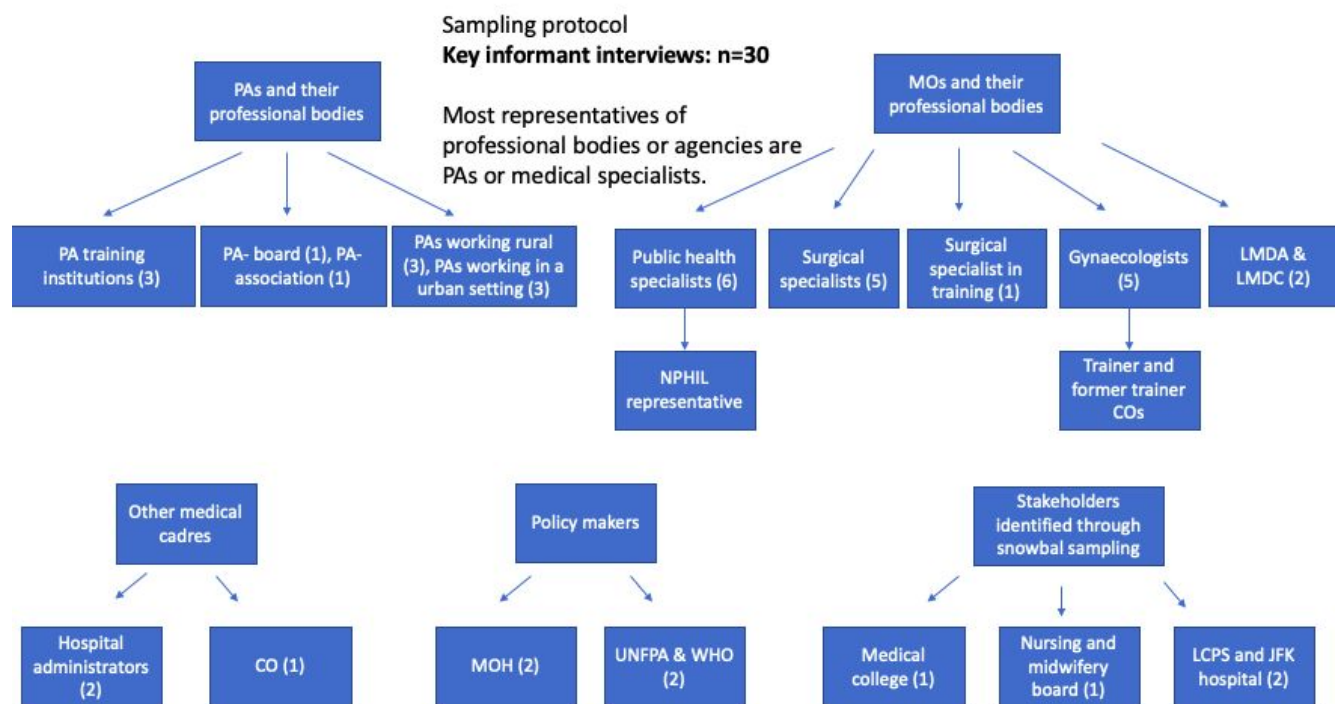 Sampling protocol
Key informant interviews: n=30
Most representatives of
professional bodies or agencies are
PAs or medical specialists.
PAs and their
professional bodies
MOs and their
professional bodies
PA training
institutions (3)
PA- board (1), PA-
association (1)
PAs working rural
(3), PAs working in a
urban setting (3)
Public health
specialists (6)
Surgical
specialists (5)
Surgical
specialist in
training (1)
Gynaecologists
(5)
LMDA &
LMDC (2)
NPHIL
representative
Trainer and
former trainer
COs
Other medical
cadres
Policy makers
Stakeholders
identified through
snowbal sampling
Hospital
administrators
(2)
CO (1)
MOH (2)
UNFPA & WHO
(2)
Medical
college (1)
Nursing and
midwifery
board (1)
LCPS and JFK
hospital (2)